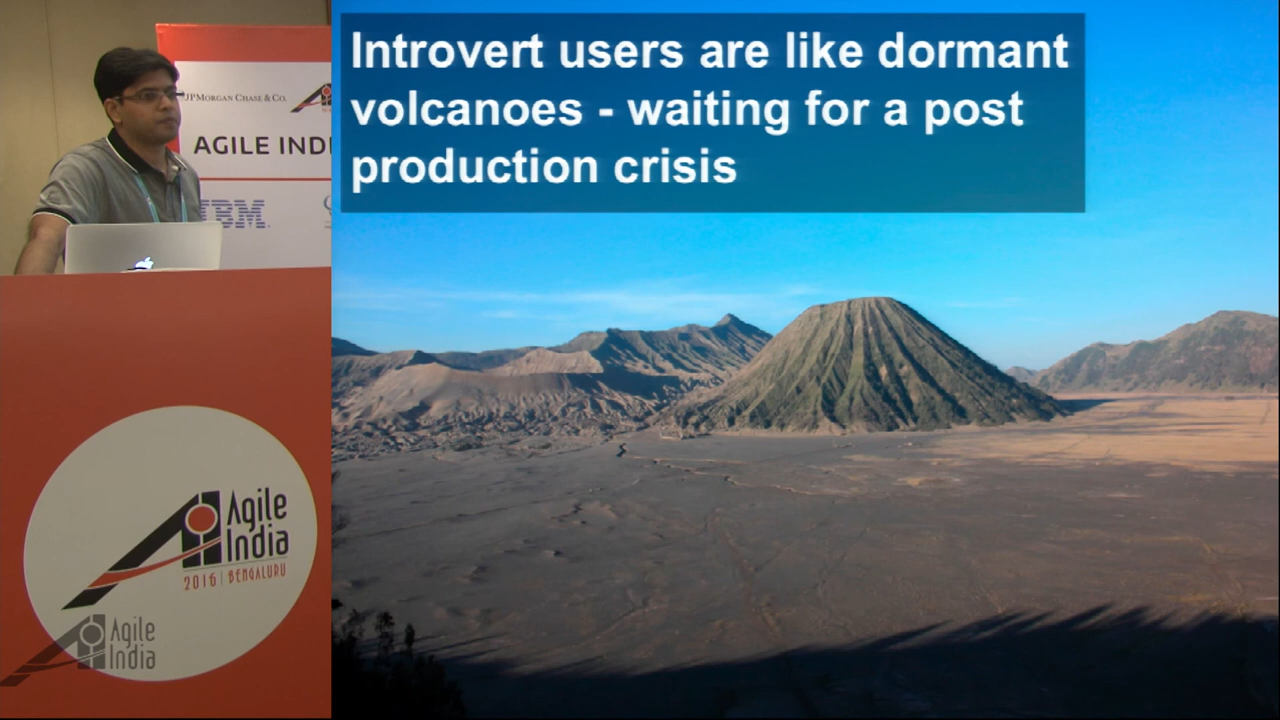 Introvert users are like dormant
volcanoes - waiting for a post
production crisis
JPMORGAN CHASE & CO.
AGILE INDI
IBM
Agile
India
2016 | BENGALURU
Agile
India